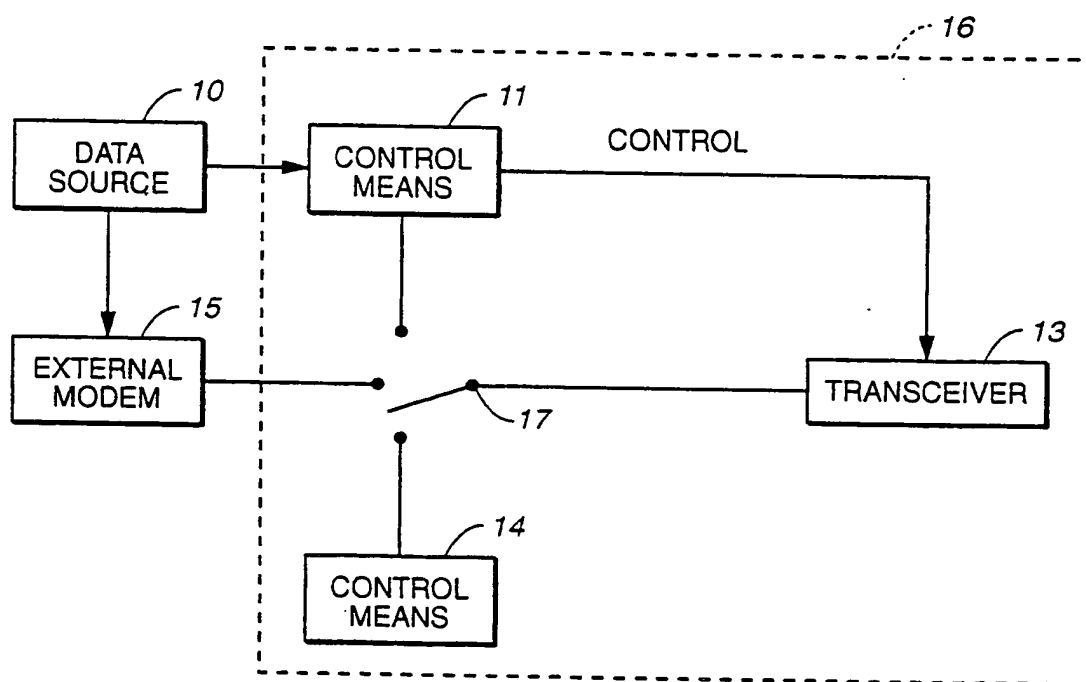 16
10
11
DATA
SOURCE
CONTROL
MEANS
CONTROL
15
13
EXTERNAL
MODEM
TRANSCEIVER
17
14
CONTROL
MEANS